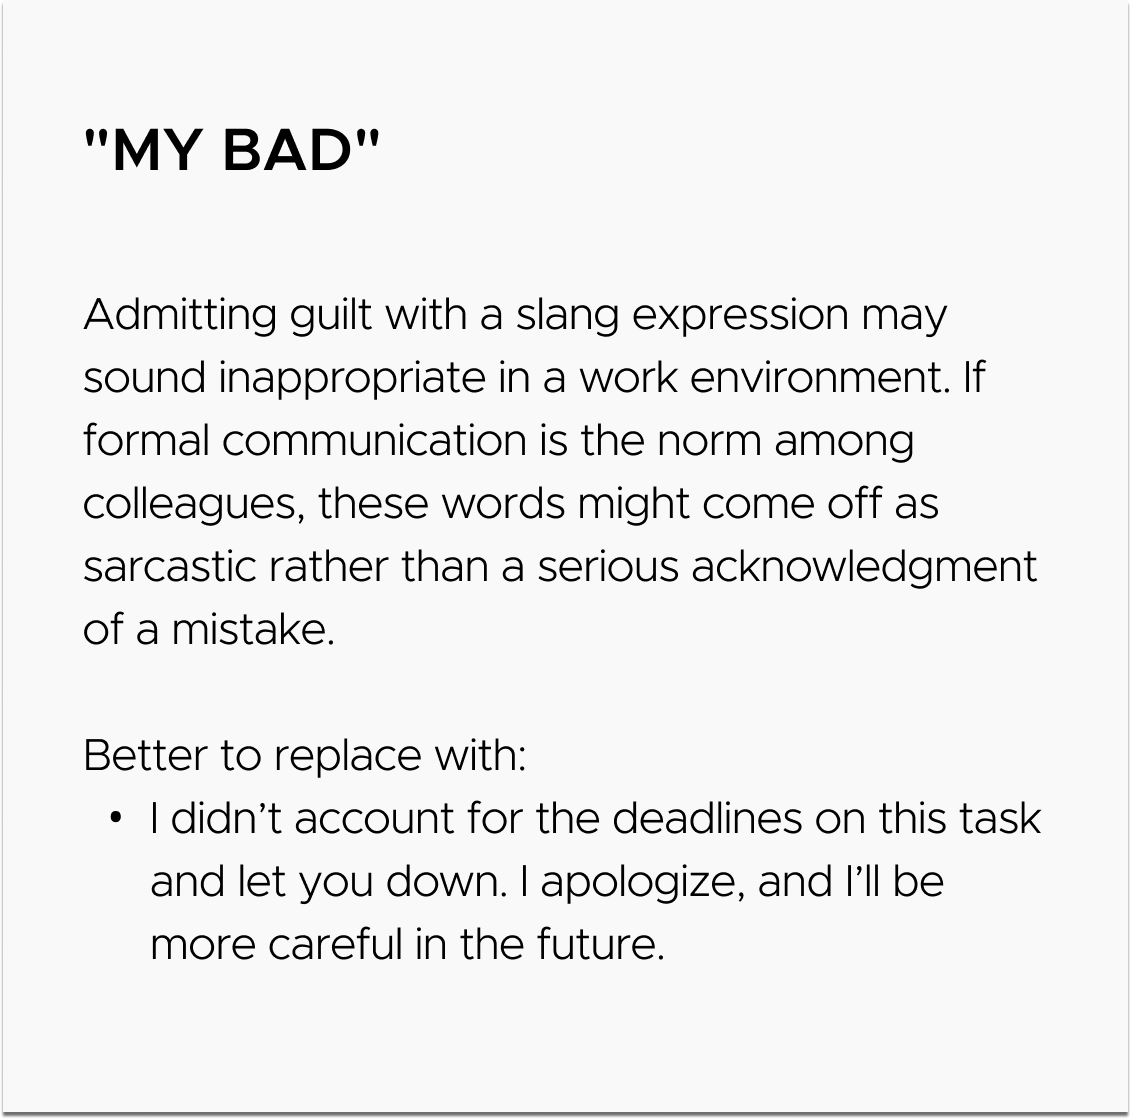 "MY BAD"
Admitting guilt with a slang expression may
sound inappropriate in a work environment. If
formal communication is the norm among
colleagues, these words might come off as
sarcastic rather than a serious acknowledgment
of a mistake.
Better to replace with:
• I didn’t account for the deadlines on this task
and let you down. I apologize, and I’ll be
more careful in the future.